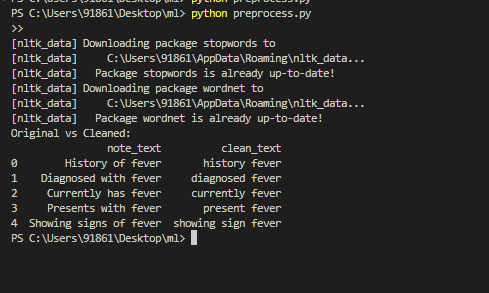 PS C:\Users\91861\Desktop\ml> python preprocess.py
PS C:\Users\91861\Desktop\ml> python preprocess.py
>>
[nltk_data] Downloading package stopwords to
[nltk_data]     C:\Users\91861\AppData\Roaming\nltk_data...
[nltk_data]   Package stopwords is already up-to-date!
[nltk_data] Downloading package wordnet to
[nltk_data]     C:\Users\91861\AppData\Roaming\nltk_data...
[nltk_data]   Package wordnet is already up-to-date!
Original vs Cleaned:
                note_text          clean_text
0        History of fever       history fever
1    Diagnosed with fever     diagnosed fever
2     Currently has fever     currently fever
3     Presents with fever       present fever
4  Showing signs of fever  showing sign fever
PS C:\Users\91861\Desktop\ml>